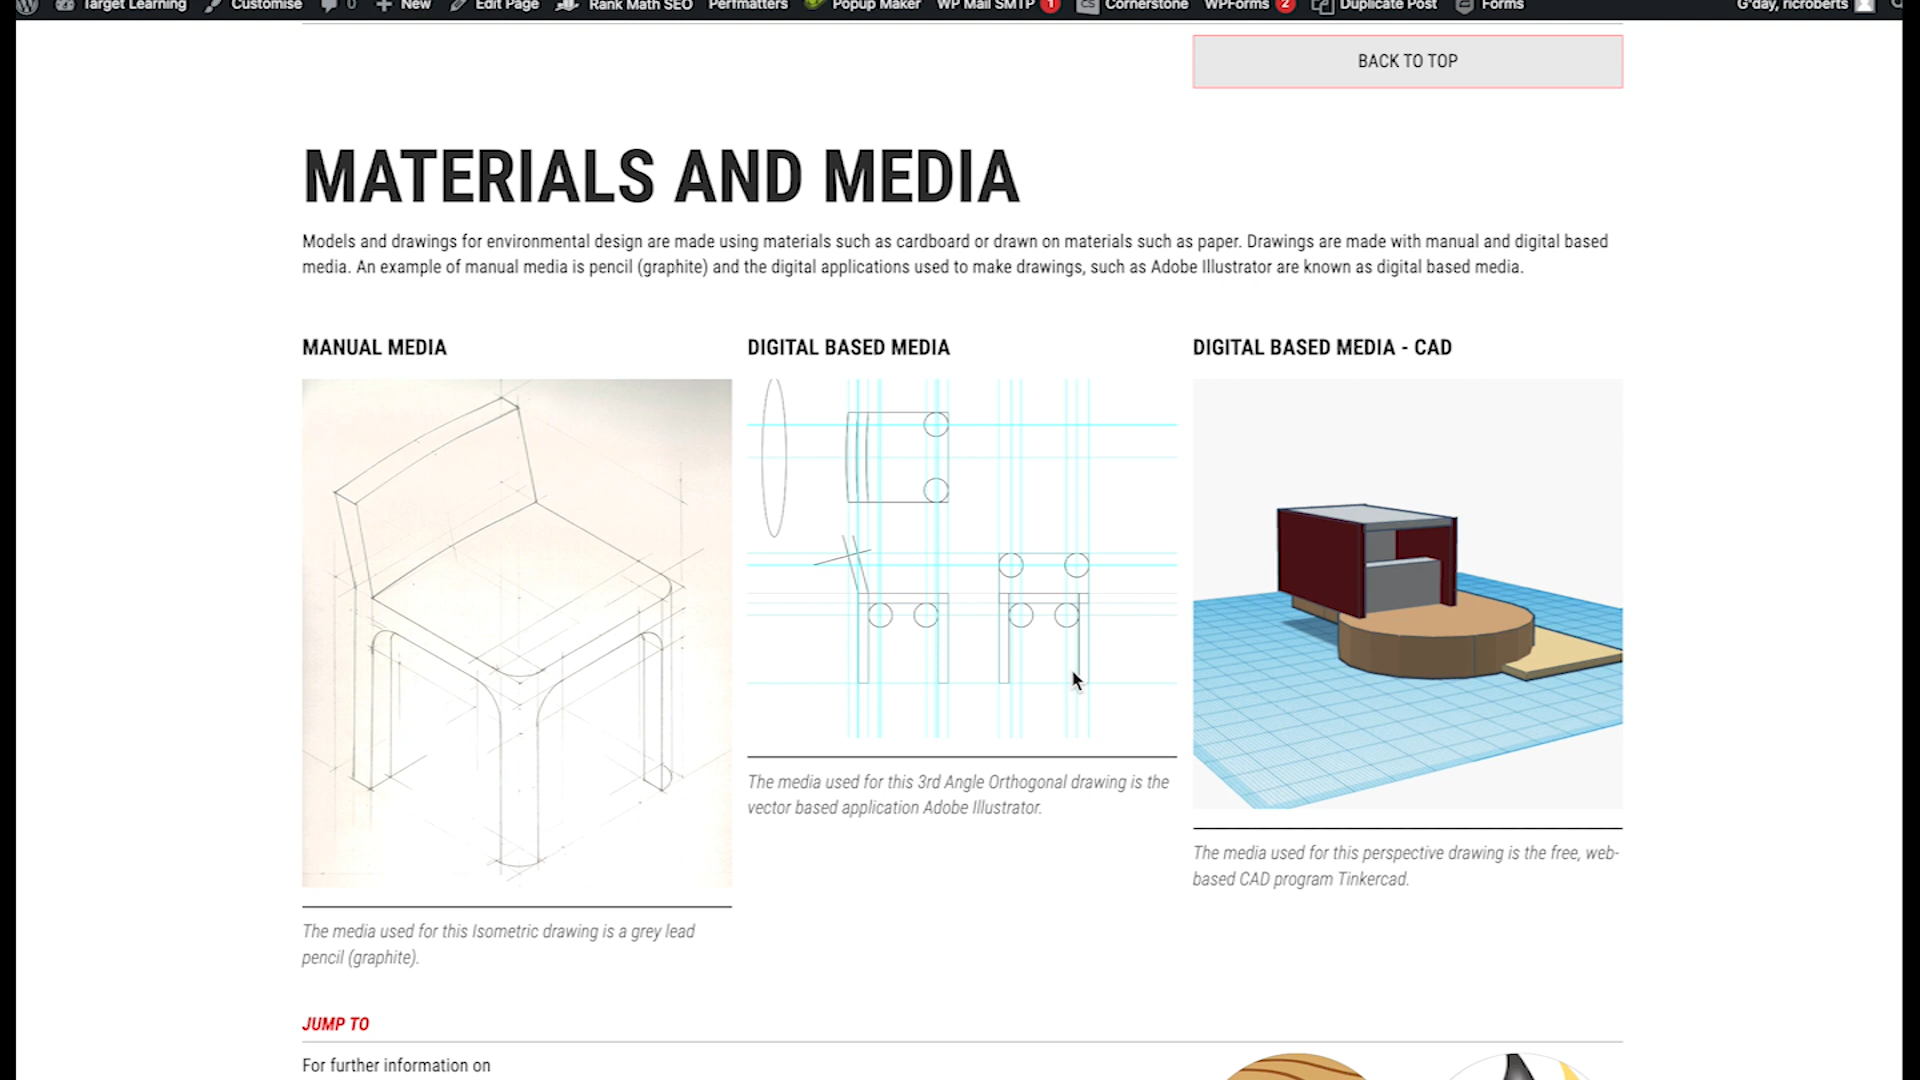 Target Learning Customise 0 New Edit Page Rank Math SEO Perfmatters Popup Maker WP Mail SMTP 1 CS Cornerstone WPForms 2 Duplicate Post Forms G'day, ricroberts
BACK TO TOP
MATERIALS AND MEDIA
Models and drawings for environmental design are made using materials such as cardboard or drawn on materials such as paper. Drawings are made with manual and digital based
media. An example of manual media is pencil (graphite) and the digital applications used to make drawings, such as Adobe Illustrator are known as digital based media.
MANUAL MEDIA
The media used for this Isometric drawing is a grey lead
pencil (graphite).
DIGITAL BASED MEDIA
The media used for this 3rd Angle Orthogonal drawing is the
vector based application Adobe Illustrator.
DIGITAL BASED MEDIA - CAD
The media used for this perspective drawing is the free, web-
based CAD program Tinkercad.
JUMP TO
For further information on